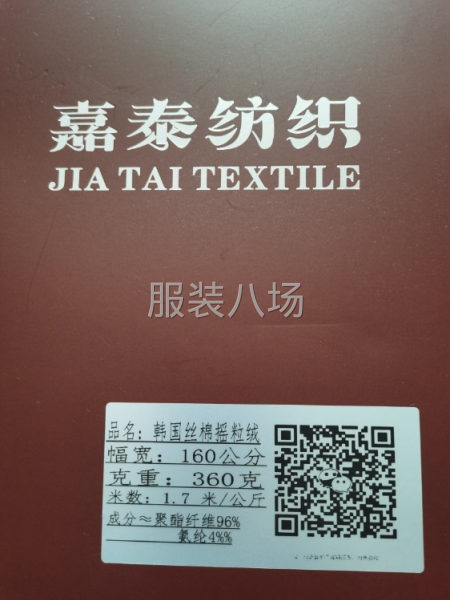 嘉泰纺织
JIA TAI TEXTILE
服装八场
品名：韩国丝棉摇粒绒
幅宽：160公分
克重：360克
米数：1.7 米/公斤
成分≈聚酯纤维96%
氨纶4%%